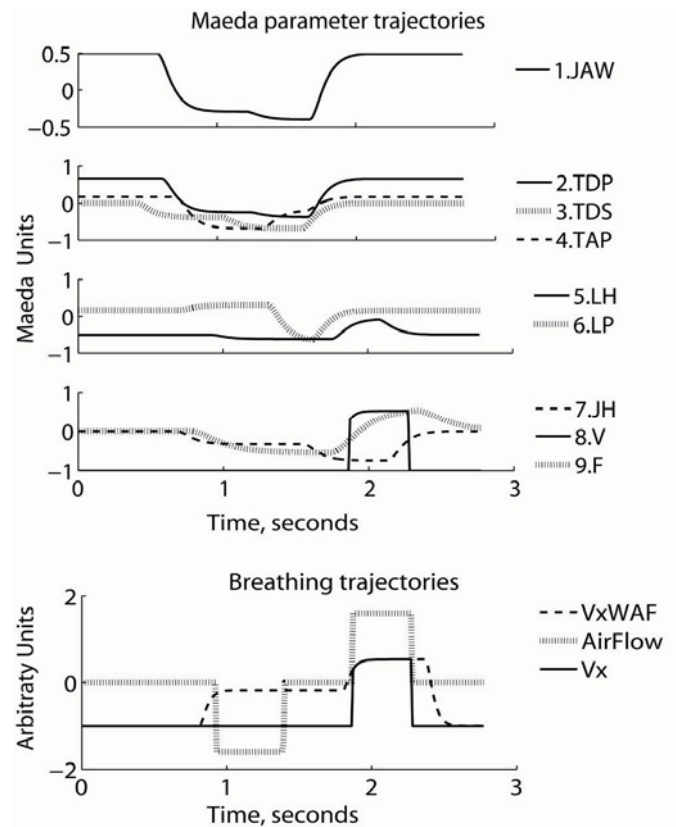 Maeda parameter trajectories
0.5
0
−0.5
1.JAW
1
0
−1
2.TDP
3.TDS
4.TAP
Maeda Units
1
0
−1
5.LH
6.LP
1
0
−1
7.JH
8.V
9.F
0 1 2 3
Time, seconds
Breathing trajectories
2
0
−2
Arbitraty Units
VxWAF
AirFlow
Vx
0 1 2 3
Time, seconds